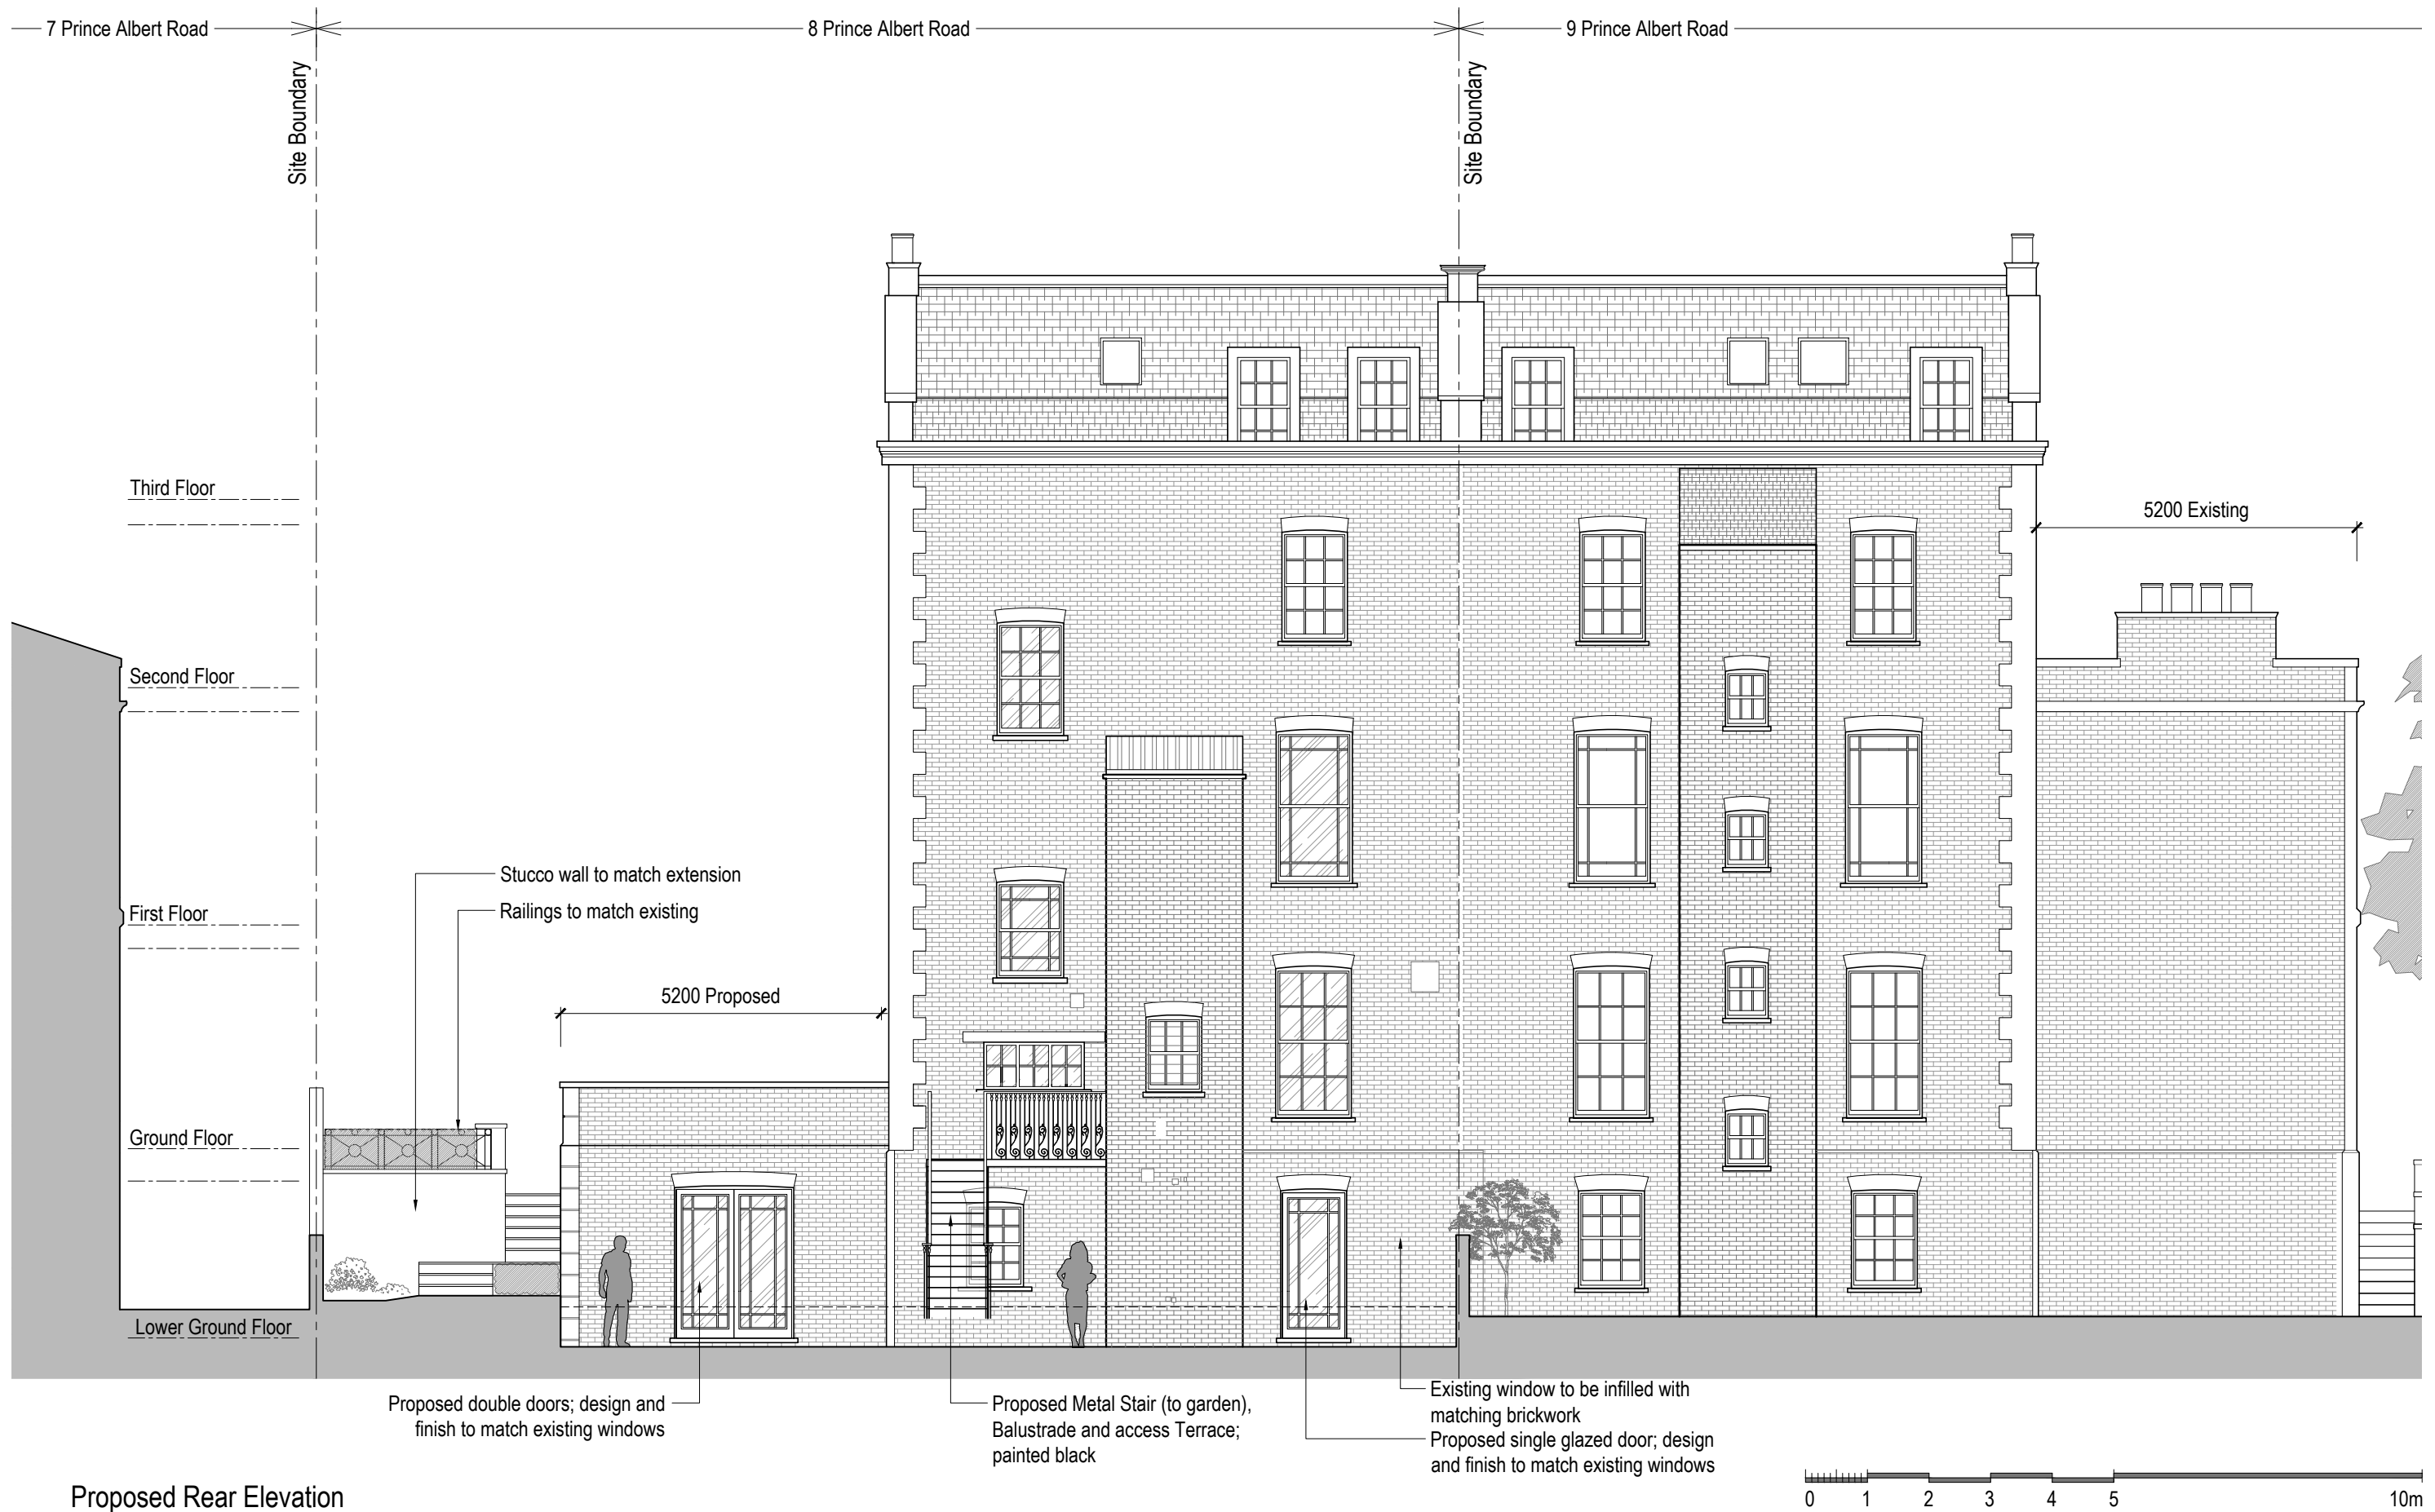 7 Prince Albert Road
8 Prince Albert Road
9 Prince Albert Road
Site Boundary
Site Boundary
Third Floor
5200 Existing
Second Floor
Stucco wall to match extension
First Floor
Railings to match existing
5200 Proposed
Ground Floor
Lower Ground Floor
Proposed double doors; design and
finish to match existing windows
Proposed Metal Stair (to garden),
Balustrade and access Terrace;
painted black
Existing window to be infilled with
matching brickwork
Proposed single glazed door; design
and finish to match existing windows
Proposed Rear Elevation
0 1 2 3 4 5 10m